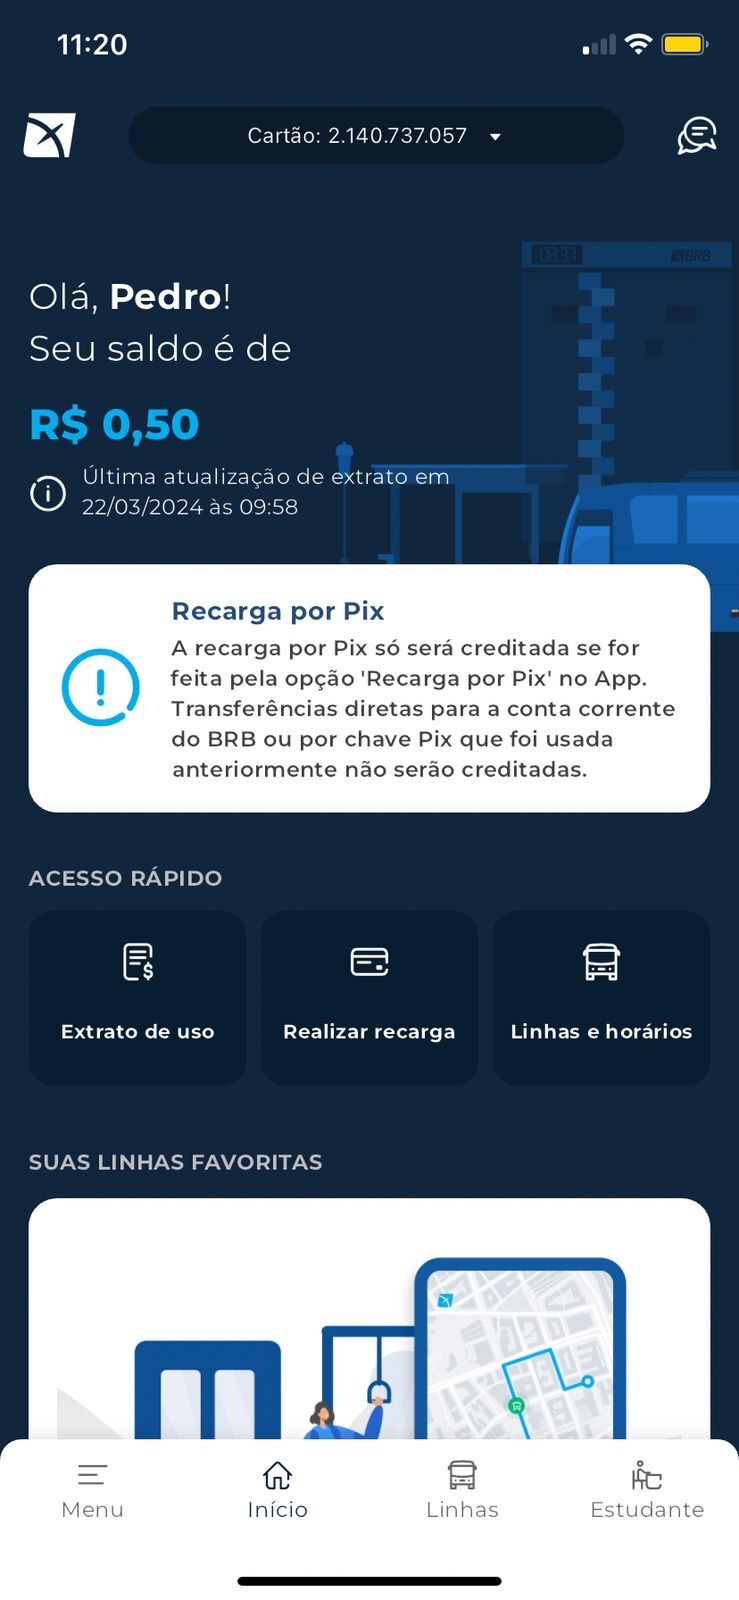 11:20
Cartão: 2.140.737.057
08:37
BRB
Olá, Pedro!
Seu saldo é de
R$ 0,50
Última atualização de extrato em
22/03/2024 às 09:58
Recarga por Pix
A recarga por Pix só será creditada se for
feita pela opção 'Recarga por Pix' no App.
Transferências diretas para a conta corrente
do BRB ou por chave Pix que foi usada
anteriormente não serão creditadas.
ACESSO RÁPIDO
Extrato de uso
Realizar recarga
Linhas e horários
SUAS LINHAS FAVORITAS
Menu
Início
Linhas
Estudante